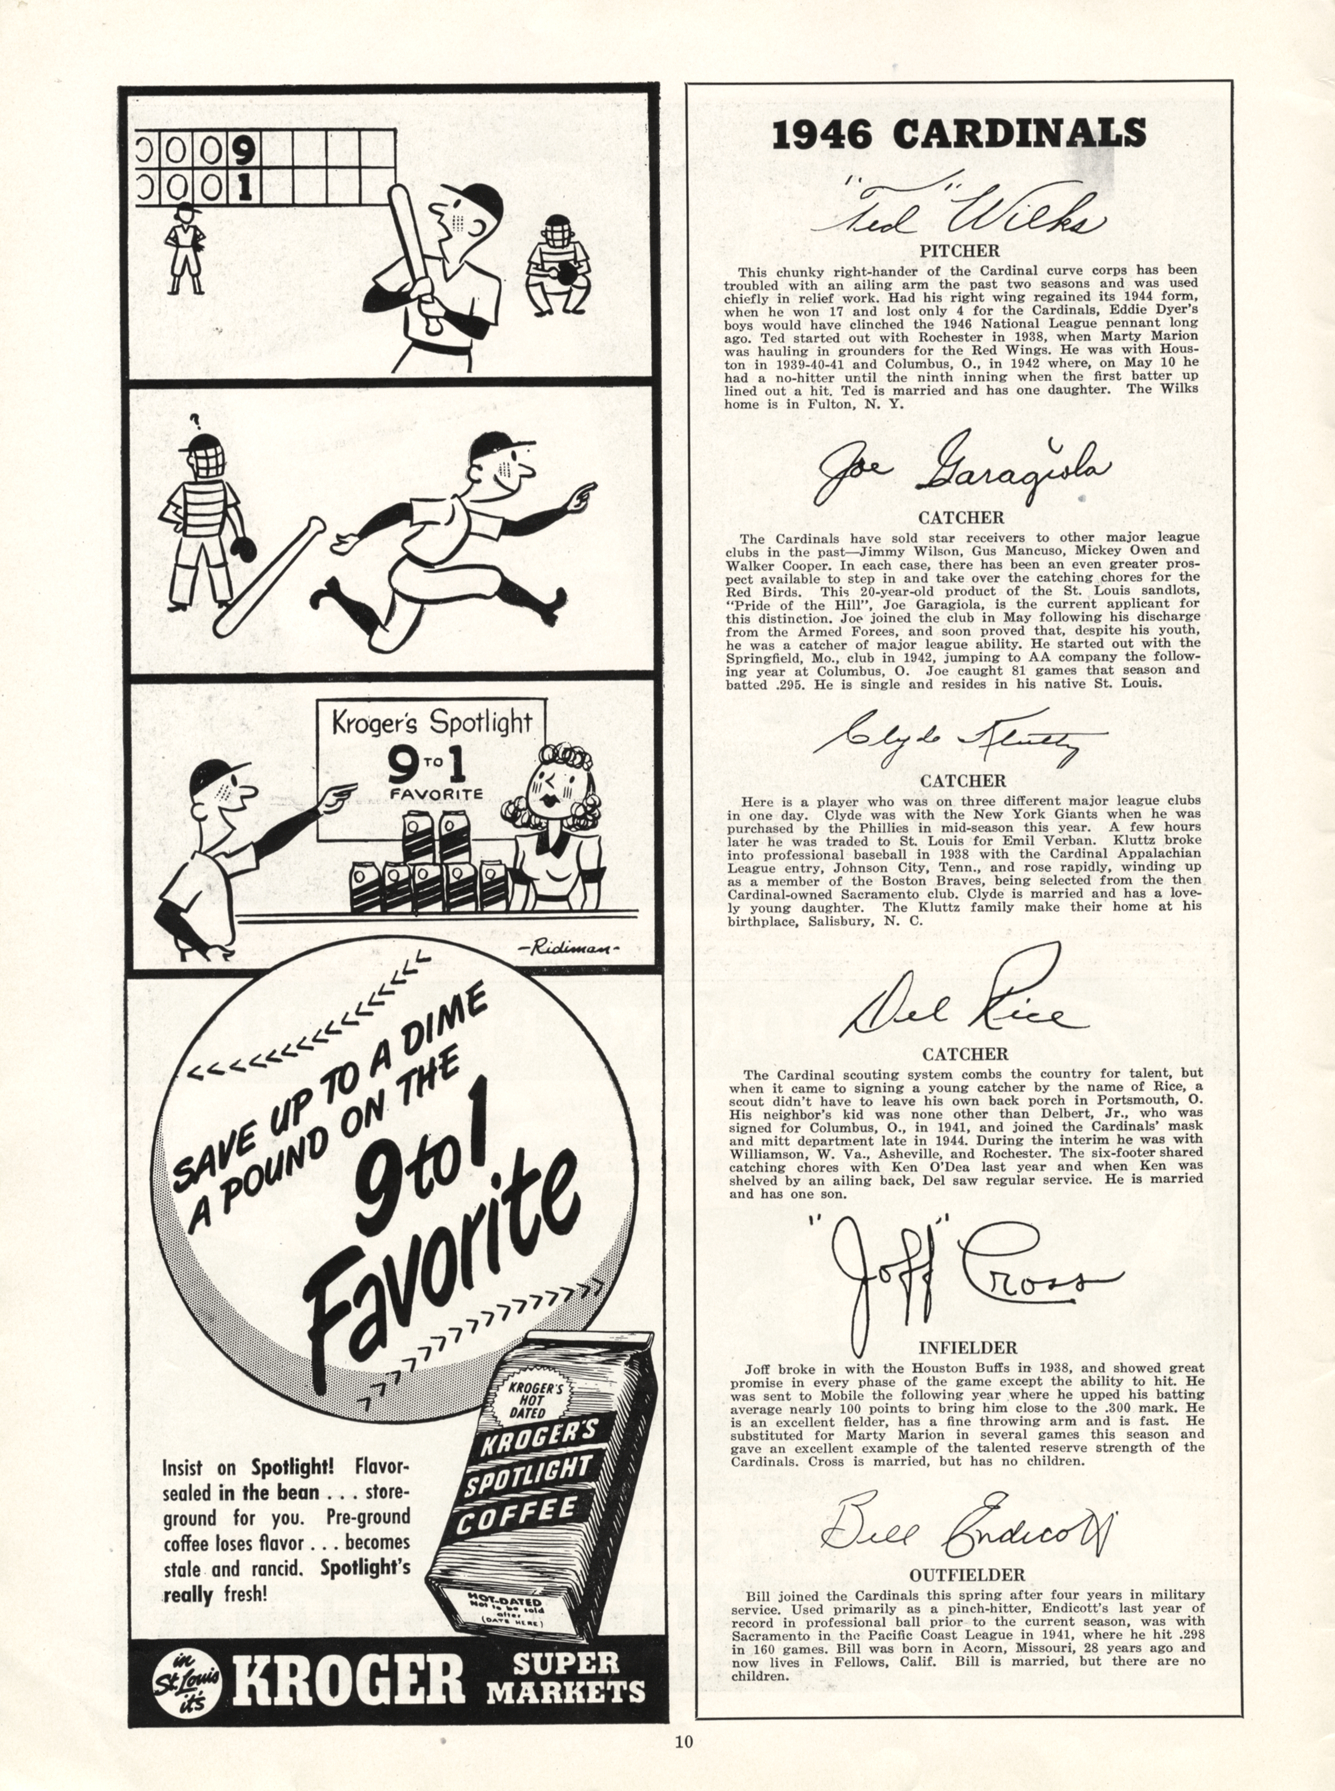 0 0 0 9
0 0 0 1
?
Kroger's Spotlight
9 TO 1
FAVORITE
-Ridiman-
SAVE UP TO A DIME
A POUND ON THE
9 to 1
Favorite
KROGER'S
HOT
DATED
KROGER'S
SPOTLIGHT
COFFEE
HOT-DATED
Not to be sold
after
(DATE HERE)
Insist on Spotlight! Flavor-
sealed in the bean . . . store-
ground for you. Pre-ground
coffee loses flavor . . . becomes
stale and rancid. Spotlight's
really fresh!
in
St. Louis
it's
KROGER
SUPER
MARKETS
1946 CARDINALS
"Ted" Wilks
PITCHER
This chunky right-hander of the Cardinal curve corps has been
troubled with an ailing arm the past two seasons and was used
chiefly in relief work. Had his right wing regained its 1944 form,
when he won 17 and lost only 4 for the Cardinals, Eddie Dyer's
boys would have clinched the 1946 National League pennant long
ago. Ted started out with Rochester in 1938, when Marty Marion
was hauling in grounders for the Red Wings. He was with Hous-
ton in 1939-40-41 and Columbus, O., in 1942 where, on May 10 he
had a no-hitter until the ninth inning when the first batter up
lined out a hit. Ted is married and has one daughter. The Wilks
home is in Fulton, N. Y.
Joe Garagiola
CATCHER
The Cardinals have sold star receivers to other major league
clubs in the past—Jimmy Wilson, Gus Mancuso, Mickey Owen and
Walker Cooper. In each case, there has been an even greater pros-
pect available to step in and take over the catching chores for the
Red Birds. This 20-year-old product of the St. Louis sandlots,
"Pride of the Hill", Joe Garagiola, is the current applicant for
this distinction. Joe joined the club in May following his discharge
from the Armed Forces, and soon proved that, despite his youth,
he was a catcher of major league ability. He started out with the
Springfield, Mo., club in 1942, jumping to AA company the follow-
ing year at Columbus, O. Joe caught 81 games that season and
batted .295. He is single and resides in his native St. Louis.
Clyde Kluttz
CATCHER
Here is a player who was on three different major league clubs
in one day. Clyde was with the New York Giants when he was
purchased by the Phillies in mid-season this year. A few hours
later he was traded to St. Louis for Emil Verban. Kluttz broke
into professional baseball in 1938 with the Cardinal Appalachian
League entry, Johnson City, Tenn., and rose rapidly, winding up
as a member of the Boston Braves, being selected from the then
Cardinal-owned Sacramento club. Clyde is married and has a love-
ly young daughter. The Kluttz family make their home at his
birthplace, Salisbury, N. C.
Del Rice
CATCHER
The Cardinal scouting system combs the country for talent, but
when it came to signing a young catcher by the name of Rice, a
scout didn't have to leave his own back porch in Portsmouth, O.
His neighbor's kid was none other than Delbert, Jr., who was
signed for Columbus, O., in 1941, and joined the Cardinals' mask
and mitt department late in 1944. During the interim he was with
Williamson, W. Va., Asheville, and Rochester. The six-footer shared
catching chores with Ken O'Dea last year and when Ken was
shelved by an ailing back, Del saw regular service. He is married
and has one son.
"Joff" Cross
INFIELDER
Joff broke in with the Houston Buffs in 1938, and showed great
promise in every phase of the game except the ability to hit. He
was sent to Mobile the following year where he upped his batting
average nearly 100 points to bring him close to the .300 mark. He
is an excellent fielder, has a fine throwing arm and is fast. He
substituted for Marty Marion in several games this season and
gave an excellent example of the talented reserve strength of the
Cardinals. Cross is married, but has no children.
Bill Endicott
OUTFIELDER
Bill joined the Cardinals this spring after four years in military
service. Used primarily as a pinch-hitter, Endicott's last year of
record in professional ball prior to the current season, was with
Sacramento in the Pacific Coast League in 1941, where he hit .298
in 160 games. Bill was born in Acorn, Missouri, 28 years ago and
now lives in Fellows, Calif. Bill is married, but there are no
children.
10